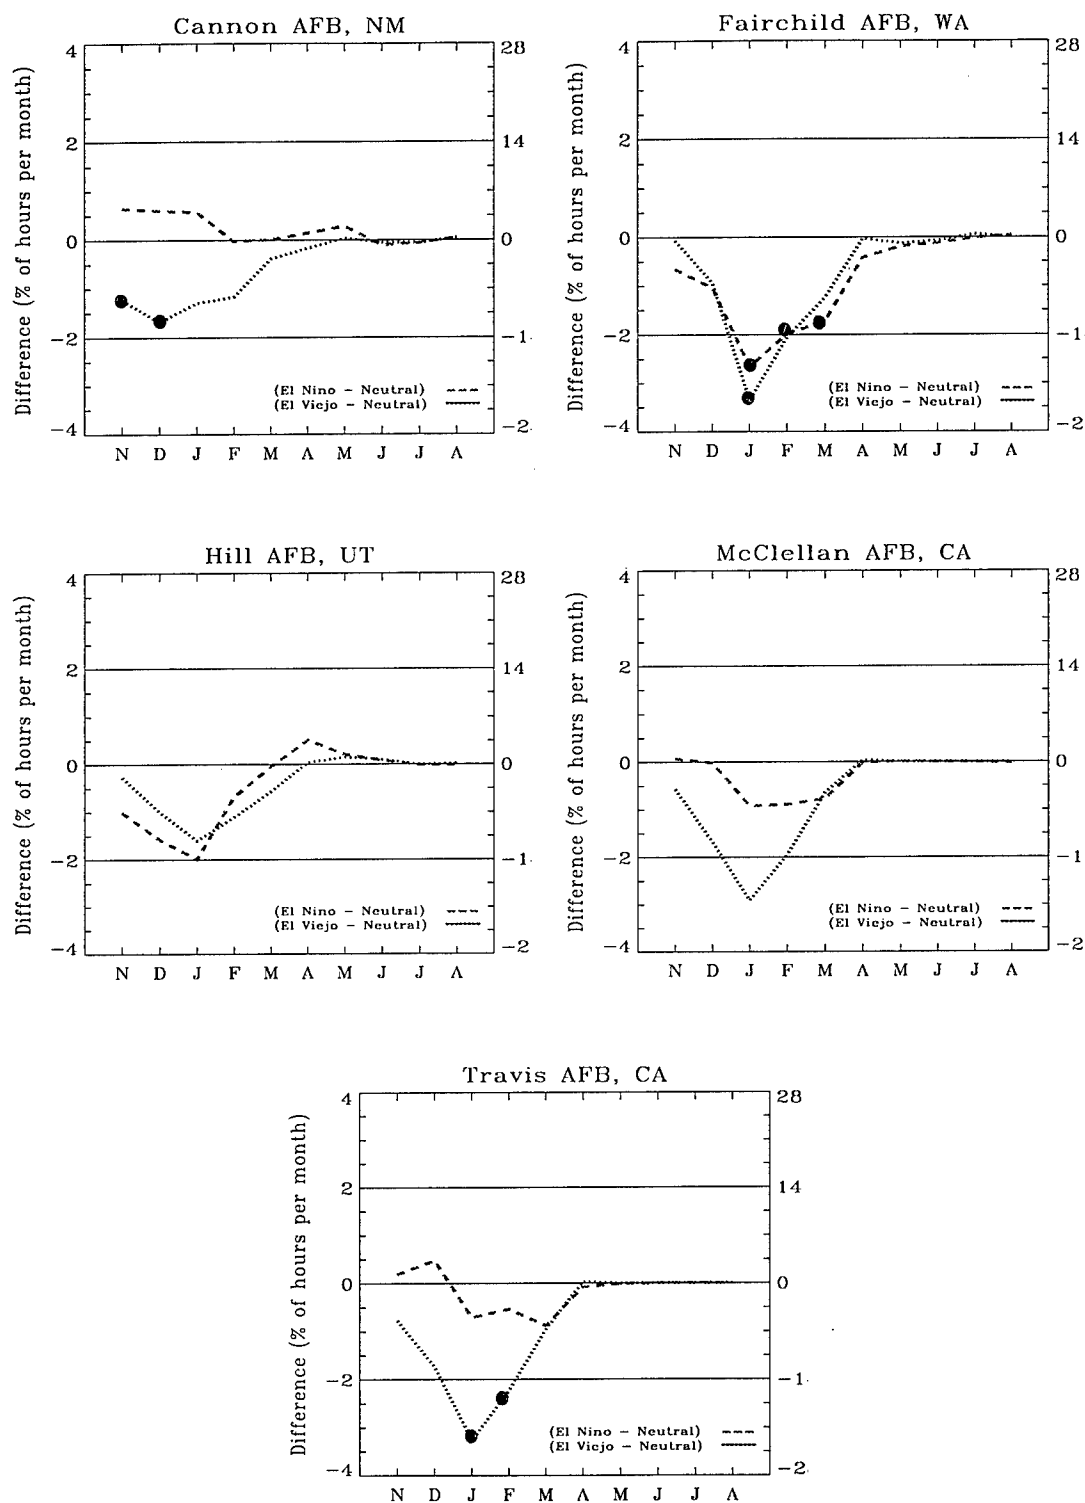 Cannon AFB, NM
Difference (% of hours per month)
4
2
0
−2
−4
28
14
0
−1
−2
(El Nino − Neutral)
(El Viejo − Neutral)
N D J F M A M J J A
Fairchild AFB, WA
Difference (% of hours per month)
4
2
0
−2
−4
28
14
0
−1
−2
(El Nino − Neutral)
(El Viejo − Neutral)
N D J F M A M J J A
Hill AFB, UT
Difference (% of hours per month)
4
2
0
−2
−4
28
14
0
−1
−2
(El Nino − Neutral)
(El Viejo − Neutral)
N D J F M A M J J A
McClellan AFB, CA
Difference (% of hours per month)
4
2
0
−2
−4
28
14
0
−1
−2
(El Nino − Neutral)
(El Viejo − Neutral)
N D J F M A M J J A
Travis AFB, CA
Difference (% of hours per month)
4
2
0
−2
−4
28
14
0
−1
−2
(El Nino − Neutral)
(El Viejo − Neutral)
N D J F M A M J J A